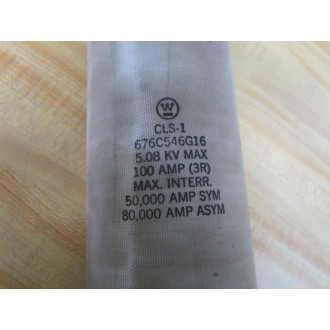 W
CLS-1
676C546G16
5.08 KV MAX
100 AMP (3R)
MAX. INTERR.
50,000 AMP SYM
80,000 AMP ASYM